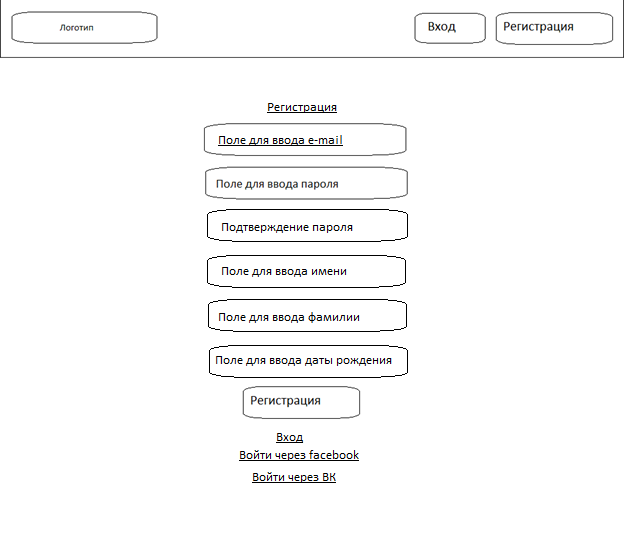 Логотип
Вход
Регистрация
Регистрация
Поле для ввода e-mail
Поле для ввода пароля
Подтверждение пароля
Поле для ввода имени
Поле для ввода фамилии
Поле для ввода даты рождения
Регистрация
Вход
Войти через facebook
Войти через ВК